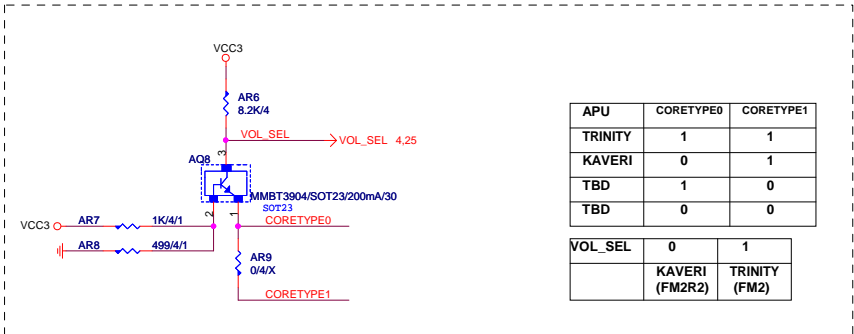 VCC3
AR6
8.2K/4
VOL_SEL
VOL_SEL 4,25
3
AQ8
MMBT3904/SOT23/200mA/30
SOT23
2
1
CORETYPE0
VCC3
AR7
1K/4/1
AR8
499/4/1
AR9
0/4/X
CORETYPE1
APU CORETYPE0 CORETYPE1
TRINITY 1 1
KAVERI 0 1
TBD 1 0
TBD 0 0
VOL_SEL 0 1
KAVERI TRINITY
(FM2R2) (FM2)